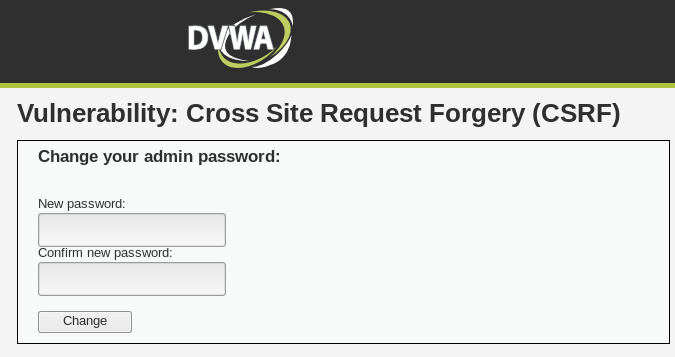 DVWA
Vulnerability: Cross Site Request Forgery (CSRF)
Change your admin password:
New password:
Confirm new password:
Change